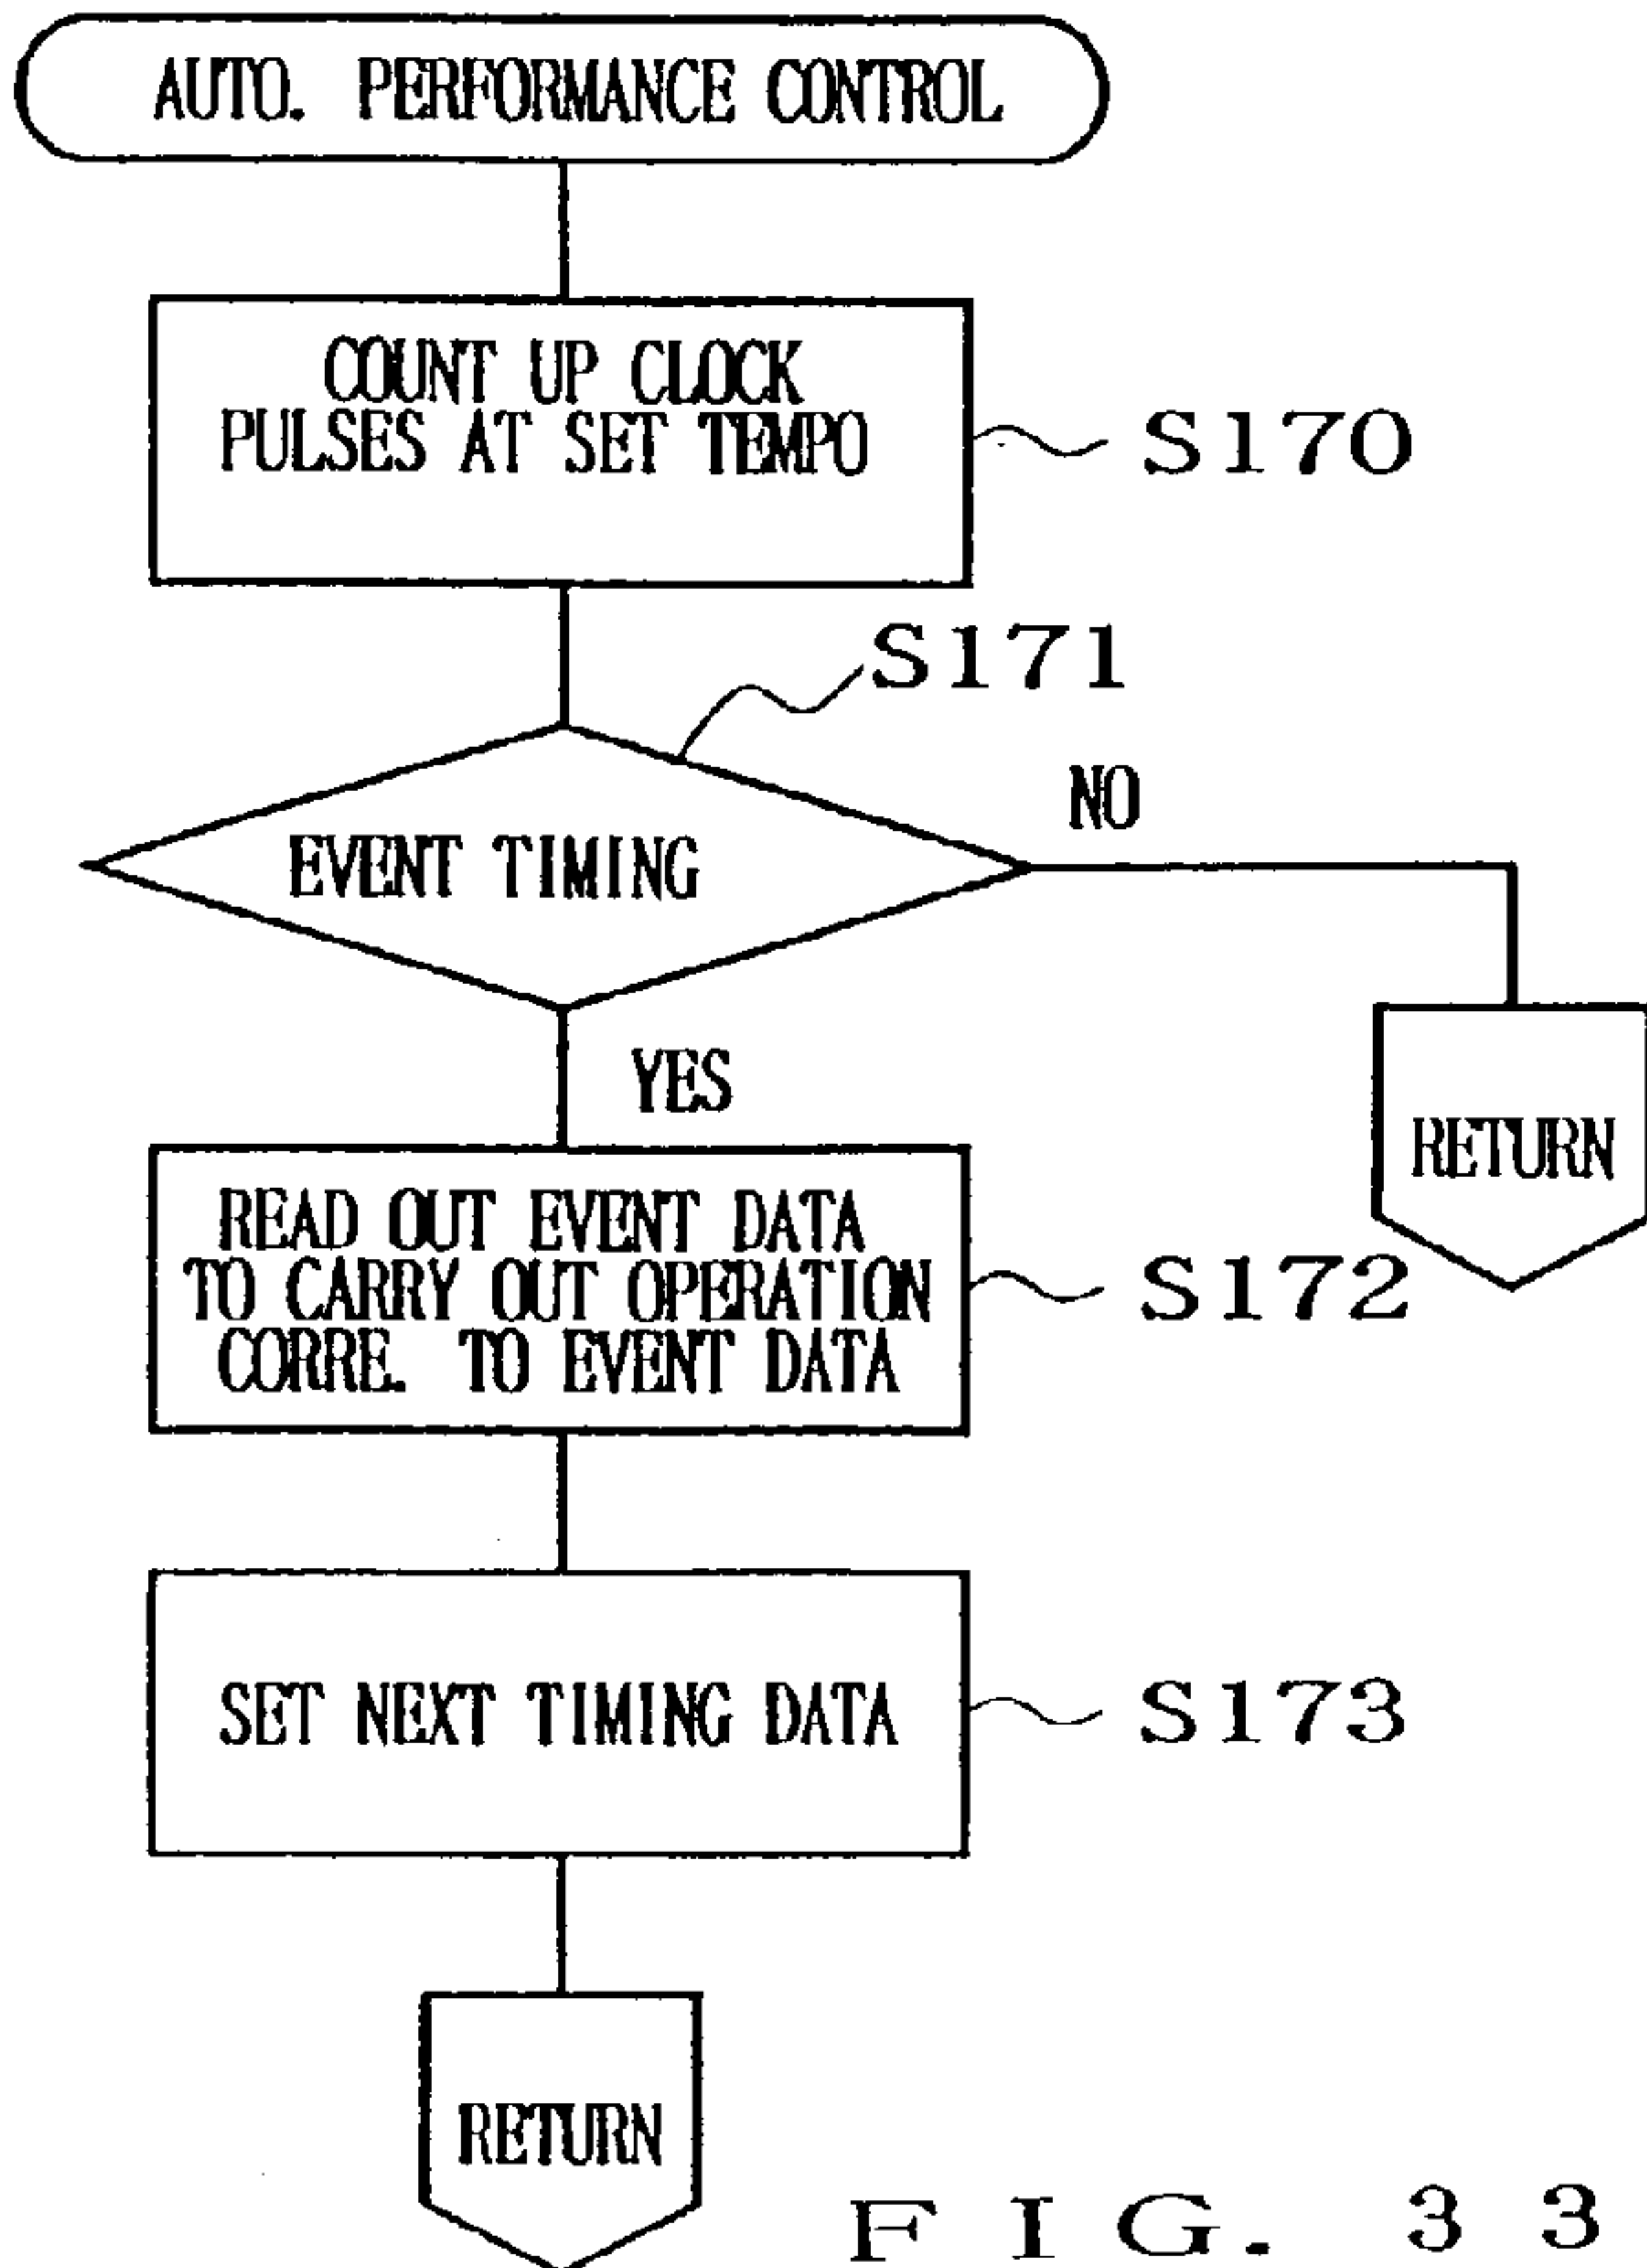 AUTO. PERFORMANCE CONTROL
COUNT UP CLOCK
PULSES AT SET TEMPO
S170
S171
EVENT TIMING
NO
YES
RETURN
READ OUT EVENT DATA
TO CARRY OUT OPERATION
CORRE. TO EVENT DATA
S172
SET NEXT TIMING DATA
S173
RETURN
FIG. 33